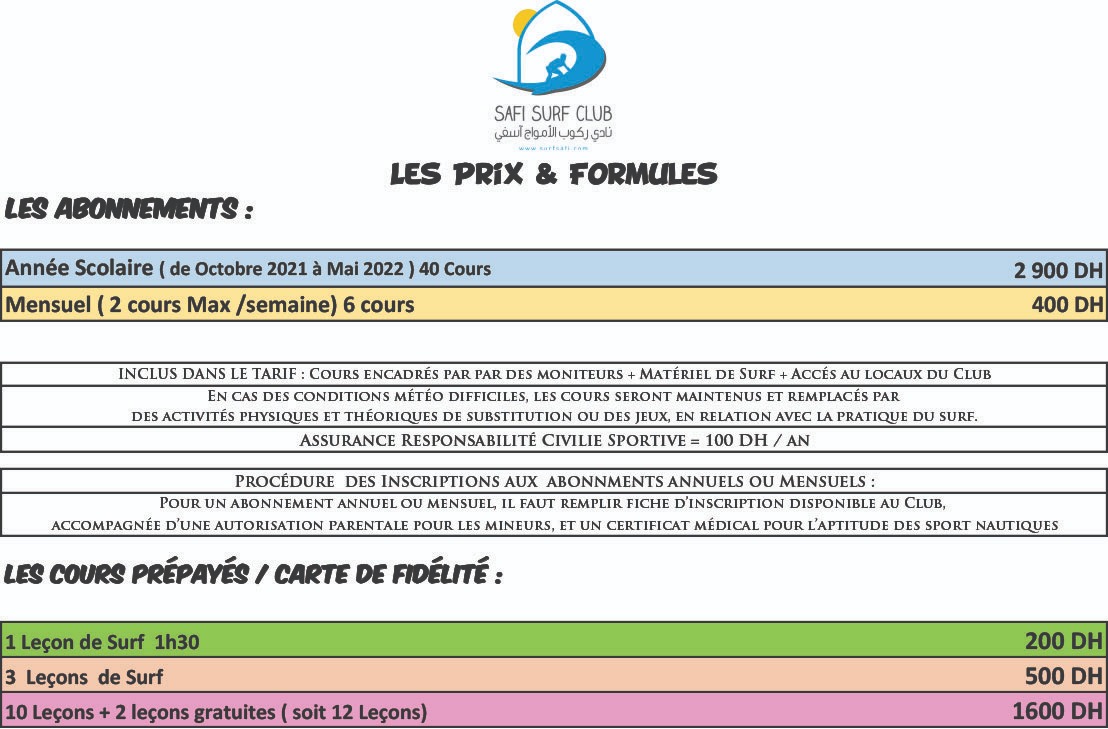 SAFI SURF CLUB
نادي ركوب الأمواج آسفي
www.surfsafi.com
LES PRIX & FORMULES
LES ABONNEMENTS :
Année Scolaire ( de Octobre 2021 à Mai 2022 ) 40 Cours 2 900 DH
Mensuel ( 2 cours Max /semaine) 6 cours 400 DH
INCLUS DANS LE TARIF : Cours encadrés par par des moniteurs + Matériel de Surf + Accés au locaux du Club
En cas des conditions météo difficiles, les cours seront maintenus et remplacés par
des activités physiques et théoriques de substitution ou des jeux, en relation avec la pratique du surf.
Assurance Responsabilité Civilie Sportive = 100 DH / an
Procédure des Inscriptions aux abonnments annuels ou Mensuels :
Pour un abonnement annuel ou mensuel, il faut remplir fiche d'inscription disponible au Club,
accompagnée d'une autorisation parentale pour les mineurs, et un certificat médical pour l'aptitude des sport nautiques
LES COURS PRÉPAYÉS / CARTE DE FIDÉLITÉ :
1 Leçon de Surf 1h30 200 DH
3 Leçons de Surf 500 DH
10 Leçons + 2 leçons gratuites ( soit 12 Leçons) 1600 DH